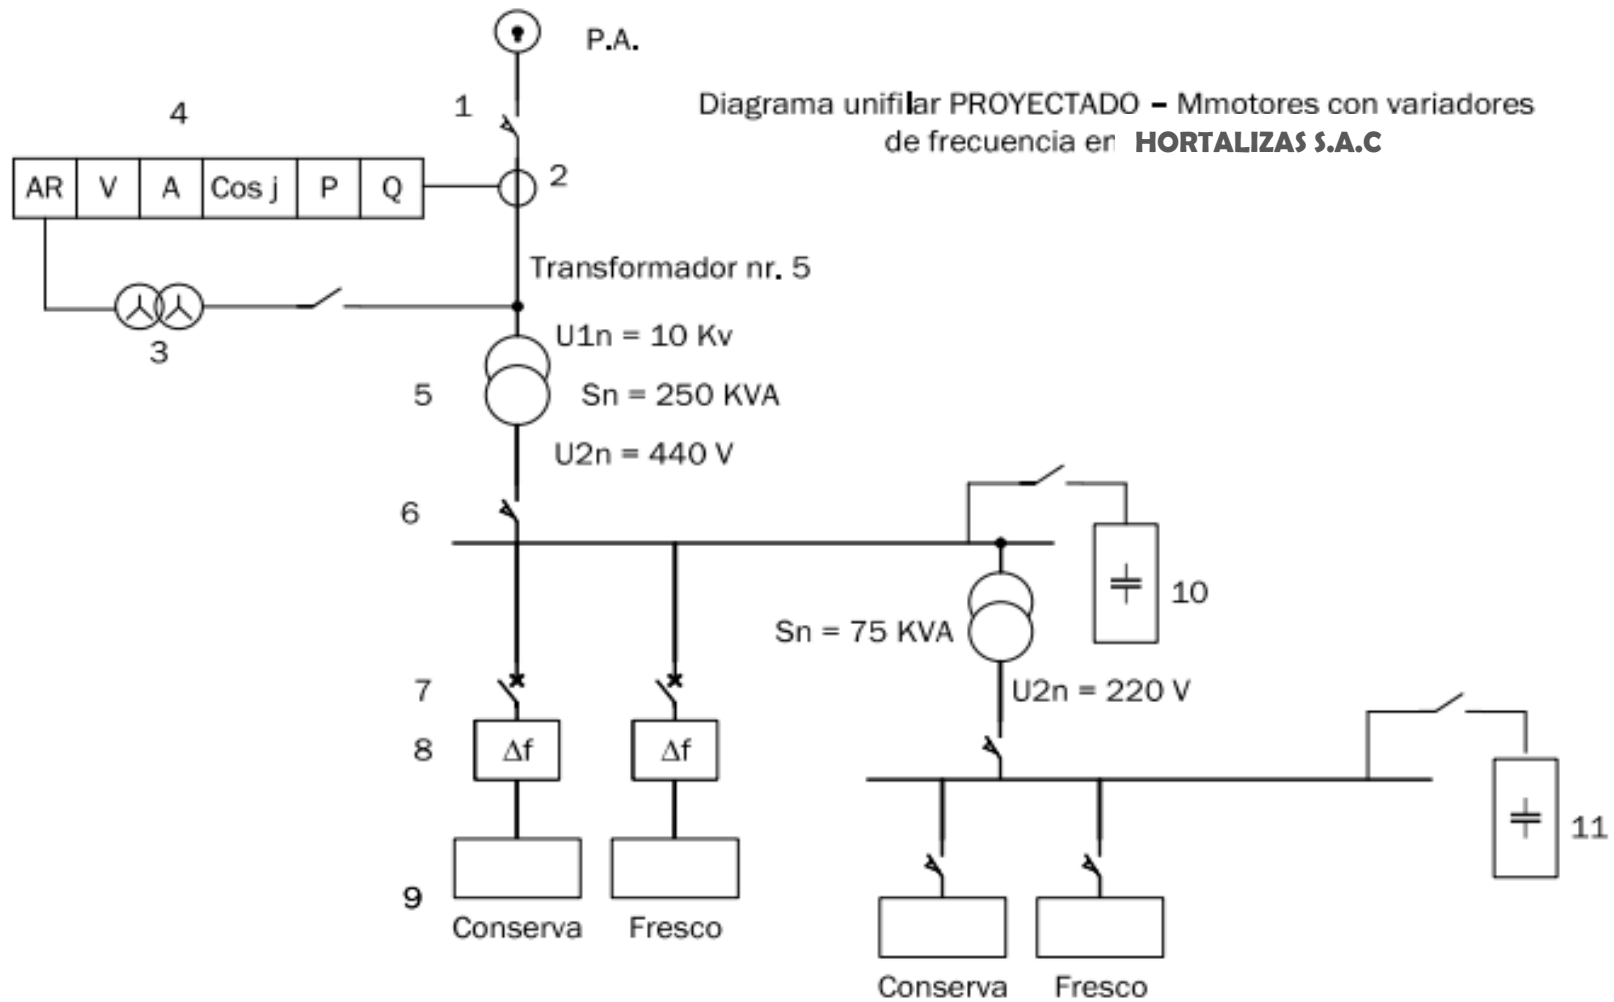 P.A.
Diagrama unifilar PROYECTADO – Mmotores con variadores
de frecuencia en HORTALIZAS S.A.C
1
4
AR V A Cos j P Q
2
Transformador nr. 5
3
U1n = 10 Kv
5
Sn = 250 KVA
U2n = 440 V
6
10
Sn = 75 KVA
7
U2n = 220 V
8
Δf
Δf
11
9
Conserva
Fresco
Conserva
Fresco